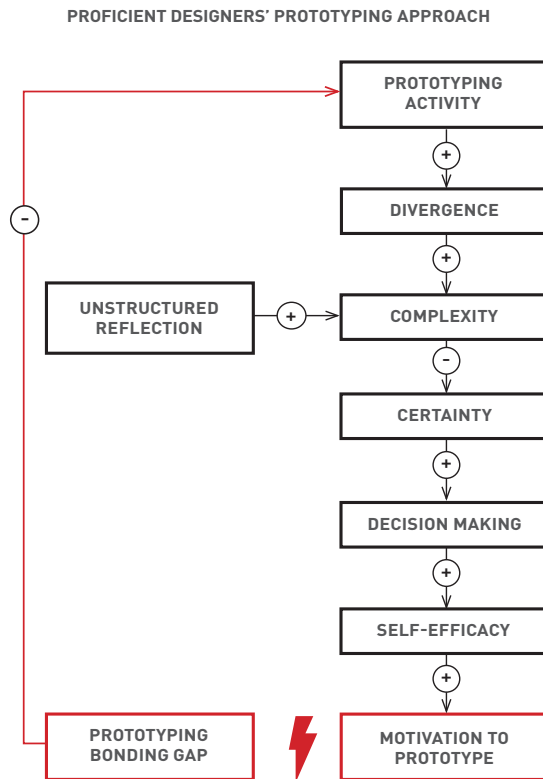 PROFICIENT DESIGNERS’ PROTOTYPING APPROACH
PROTOTYPING
ACTIVITY
+
DIVERGENCE
-
+
UNSTRUCTURED
REFLECTION
+
COMPLEXITY
-
CERTAINTY
+
DECISION MAKING
+
SELF-EFFICACY
+
PROTOTYPING
BONDING GAP
MOTIVATION TO
PROTOTYPE